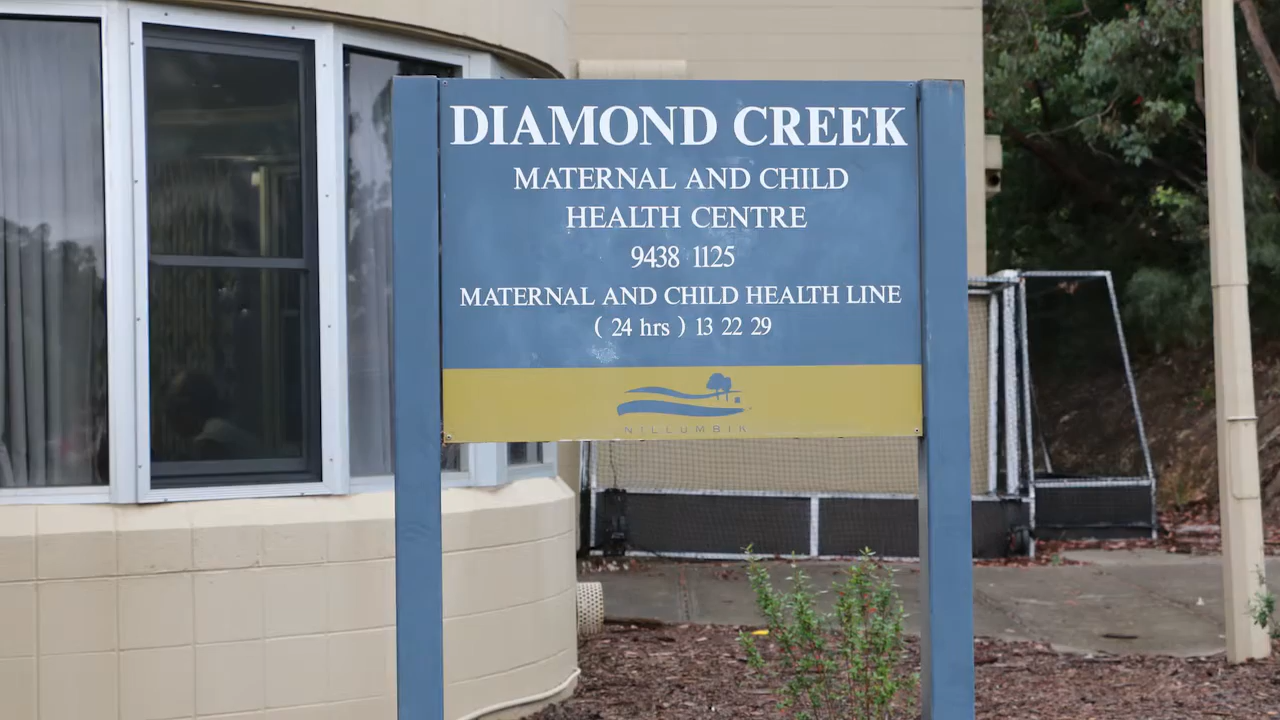 DIAMOND CREEK
MATERNAL AND CHILD
HEALTH CENTRE
9438 1125
MATERNAL AND CHILD HEALTH LINE
( 24 hrs ) 13 22 29
NILLUMBIK